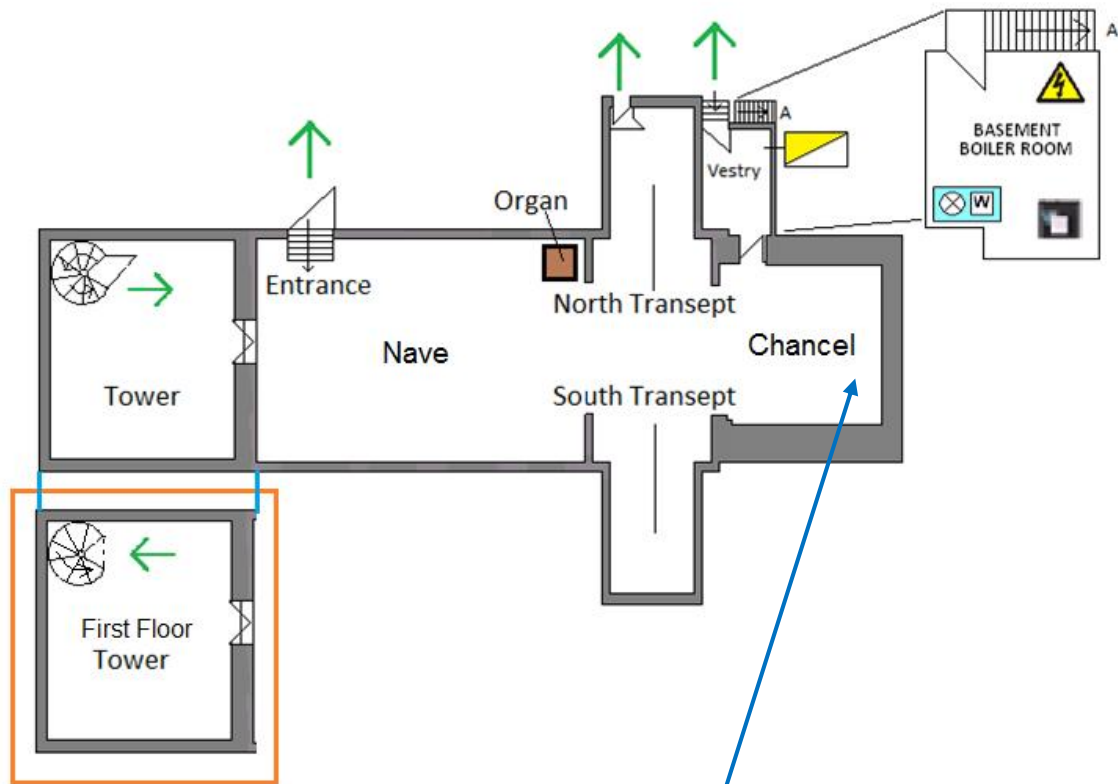 A
BASEMENT
BOILER ROOM
W
A
Vestry
Organ
Entrance
North Transept
Nave
Chancel
Tower
South Transept
First Floor
Tower